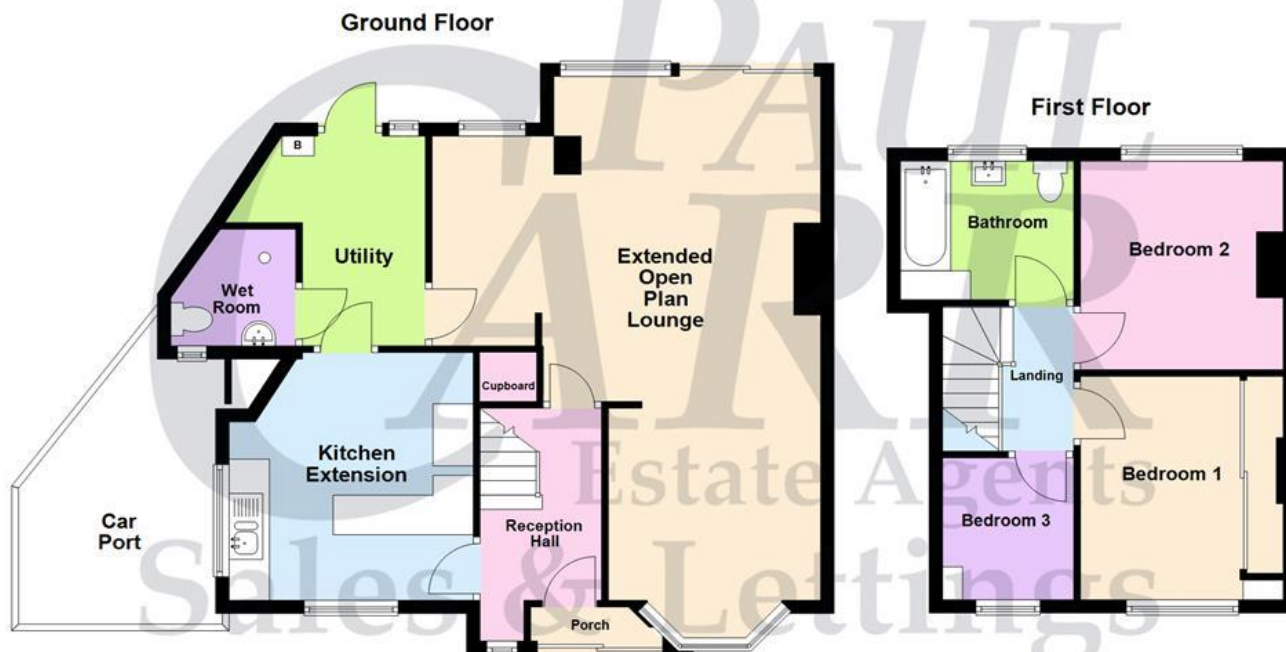 Ground Floor
PAUL
CARR
Estate Agents
Sales & Lettings
B
Utility
Wet
Room
Extended
Open
Plan
Lounge
Cupboard
Kitchen
Extension
Reception
Hall
Car
Port
Porch
First Floor
Bathroom
Bedroom 2
Landing
Bedroom 1
Bedroom 3